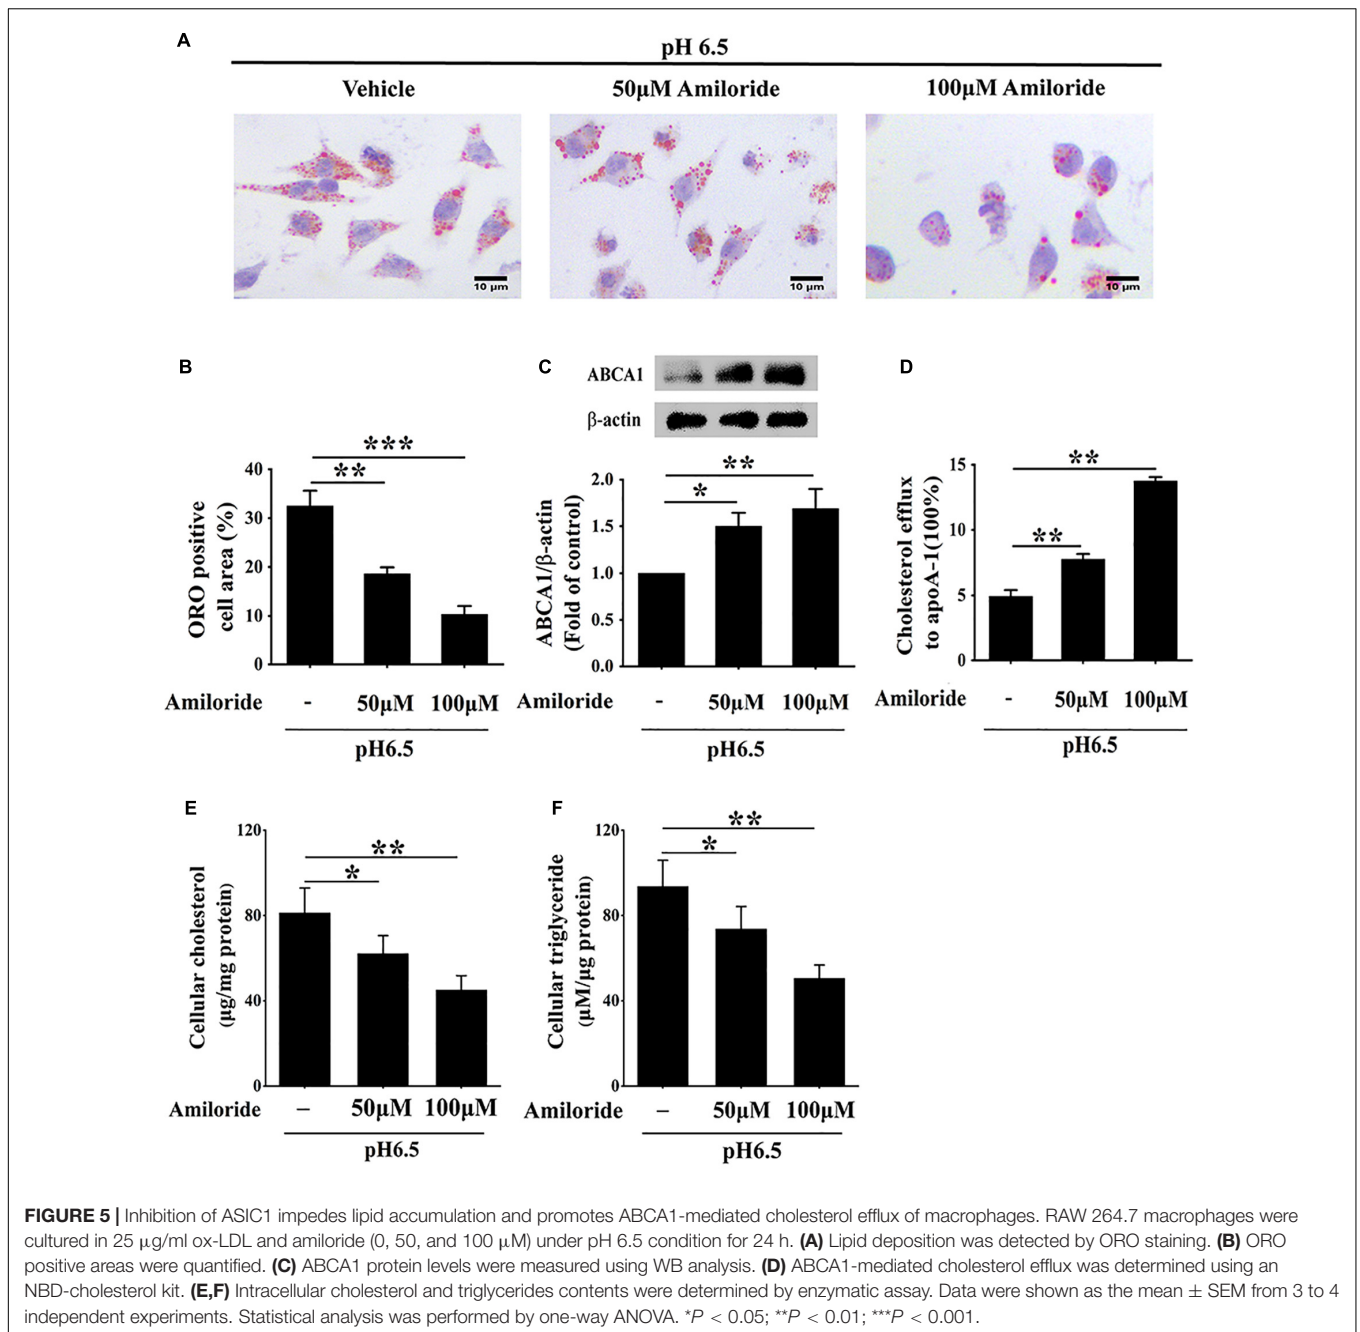 A
pH 6.5
Vehicle 50µM Amiloride 100µM Amiloride
10 µm 10 µm 10 µm
B
***
**
40
30
20
10
0
ORO positive
cell area (%)
Amiloride - 50µM 100µM
pH6.5
C
ABCA1
β-actin
**
*
2.0
1.5
1.0
0.5
0.0
ABCA1/β-actin
(Fold of control)
Amiloride - 50µM 100µM
pH6.5
D
**
**
15
10
5
0
Cholesterol efflux
to apoA-1(100%)
Amiloride - 50µM 100µM
pH6.5
E
**
*
120
80
40
0
Cellular cholesterol
(µg/mg protein)
Amiloride – 50µM 100µM
pH6.5
F
**
*
120
80
40
0
Cellular triglyceride
(µM/µg protein)
Amiloride – 50µM 100µM
pH6.5
FIGURE 5 | Inhibition of ASIC1 impedes lipid accumulation and promotes ABCA1-mediated cholesterol efflux of macrophages. RAW 264.7 macrophages were
cultured in 25 µg/ml ox-LDL and amiloride (0, 50, and 100 µM) under pH 6.5 condition for 24 h. (A) Lipid deposition was detected by ORO staining. (B) ORO
positive areas were quantified. (C) ABCA1 protein levels were measured using WB analysis. (D) ABCA1-mediated cholesterol efflux was determined using an
NBD-cholesterol kit. (E,F) Intracellular cholesterol and triglycerides contents were determined by enzymatic assay. Data were shown as the mean ± SEM from 3 to 4
independent experiments. Statistical analysis was performed by one-way ANOVA. *P < 0.05; **P < 0.01; ***P < 0.001.